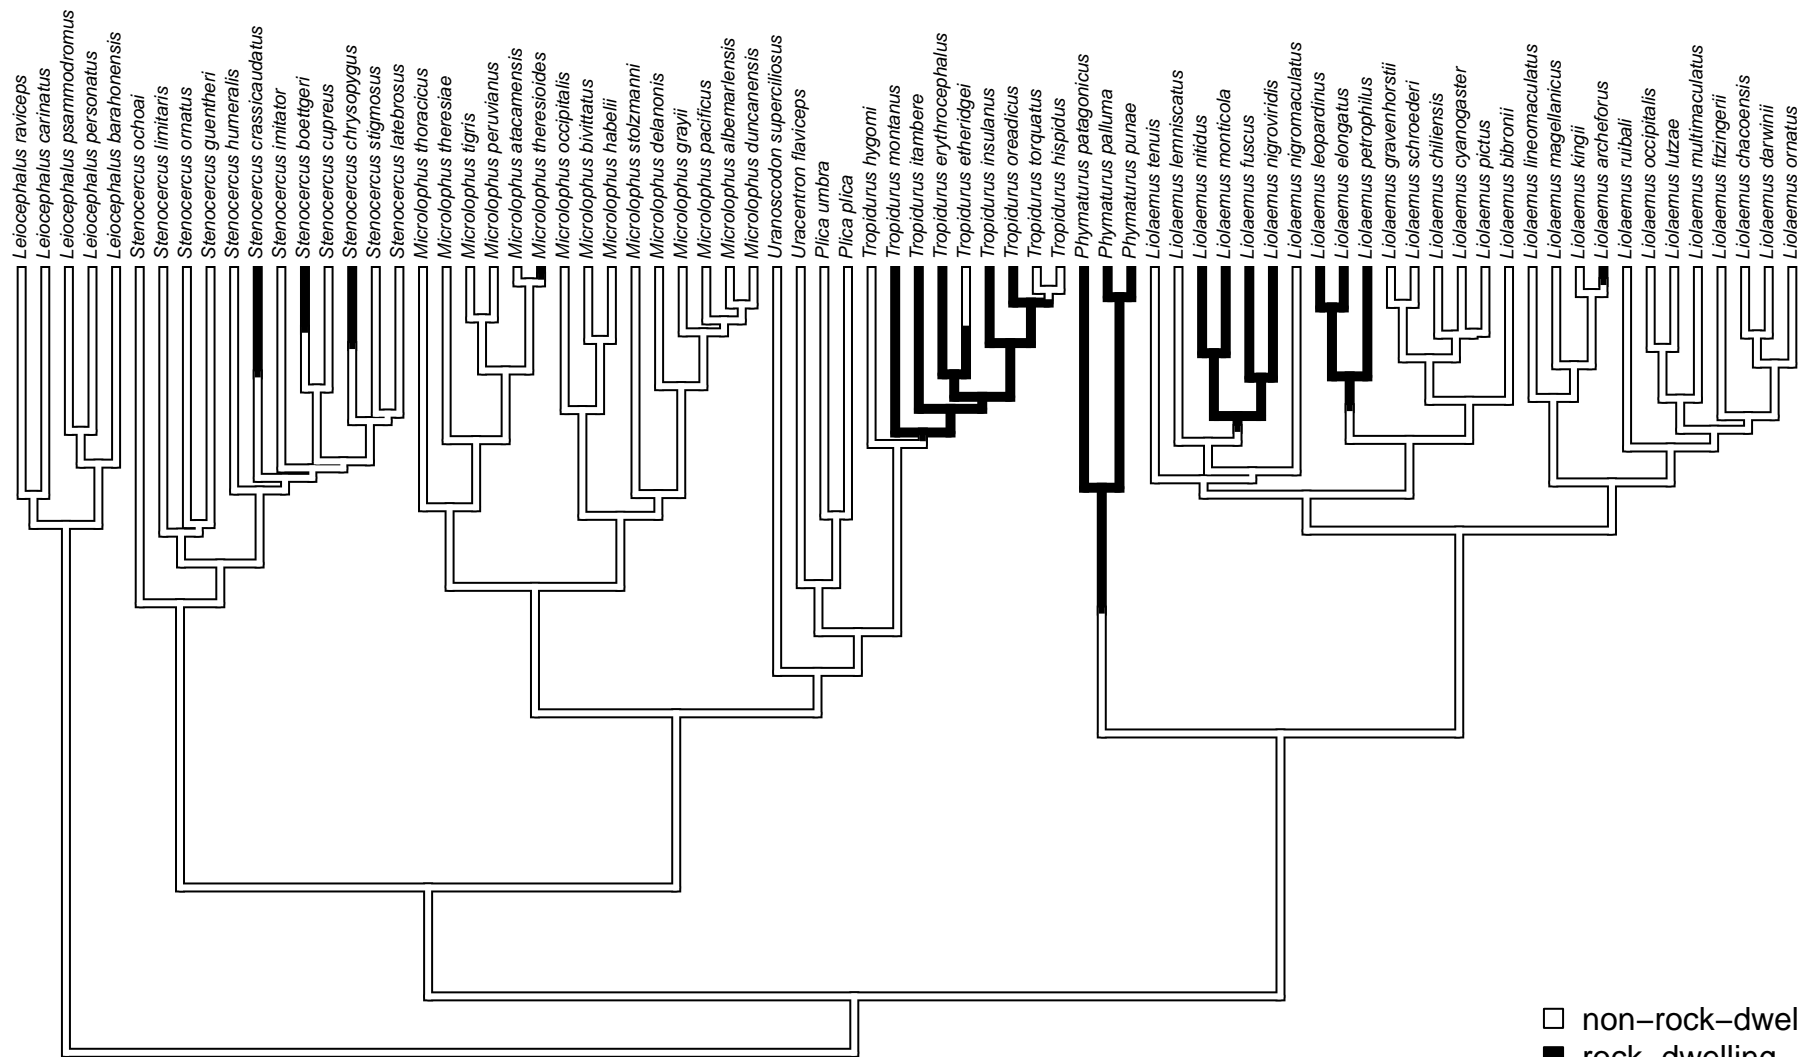 Leiocephalus raviceps
Leiocephalus carinatus
Leiocephalus psammodromus
Leiocephalus personatus
Leiocephalus barahonensis
Stenocercus ochoai
Stenocercus limitaris
Stenocercus ornatus
Stenocercus guentheri
Stenocercus humeralis
Stenocercus crassicaudatus
Stenocercus imitator
Stenocercus boettgeri
Stenocercus cupreus
Stenocercus chrysopygus
Stenocercus stigmosus
Stenocercus latebrosus
Microlophus thoracicus
Microlophus theresiae
Microlophus tigris
Microlophus peruvianus
Microlophus atacamensis
Microlophus theresioides
Microlophus occipitalis
Microlophus bivittatus
Microlophus habelii
Microlophus stolzmanni
Microlophus delanonis
Microlophus grayii
Microlophus pacificus
Microlophus albemarlensis
Microlophus duncanensis
Uranoscodon superciliosus
Uracentron flaviceps
Plica umbra
Plica plica
Tropidurus hygomi
Tropidurus montanus
Tropidurus itambere
Tropidurus erythrocephalus
Tropidurus etheridgei
Tropidurus insulanus
Tropidurus oreadicus
Tropidurus torquatus
Tropidurus hispidus
Phymaturus patagonicus
Phymaturus palluma
Phymaturus punae
Liolaemus tenuis
Liolaemus lemniscatus
Liolaemus nitidus
Liolaemus monticola
Liolaemus fuscus
Liolaemus nigroviridis
Liolaemus nigromaculatus
Liolaemus leopardinus
Liolaemus elongatus
Liolaemus petrophilus
Liolaemus gravenhorstii
Liolaemus schroederi
Liolaemus chiliensis
Liolaemus cyanogaster
Liolaemus pictus
Liolaemus bibronii
Liolaemus lineomaculatus
Liolaemus magellanicus
Liolaemus kingii
Liolaemus archeforus
Liolaemus ruibali
Liolaemus occipitalis
Liolaemus lutzae
Liolaemus multimaculatus
Liolaemus fitzingerii
Liolaemus chacoensis
Liolaemus darwinii
Liolaemus ornatus
non−rock−dwel
rock−dwelling